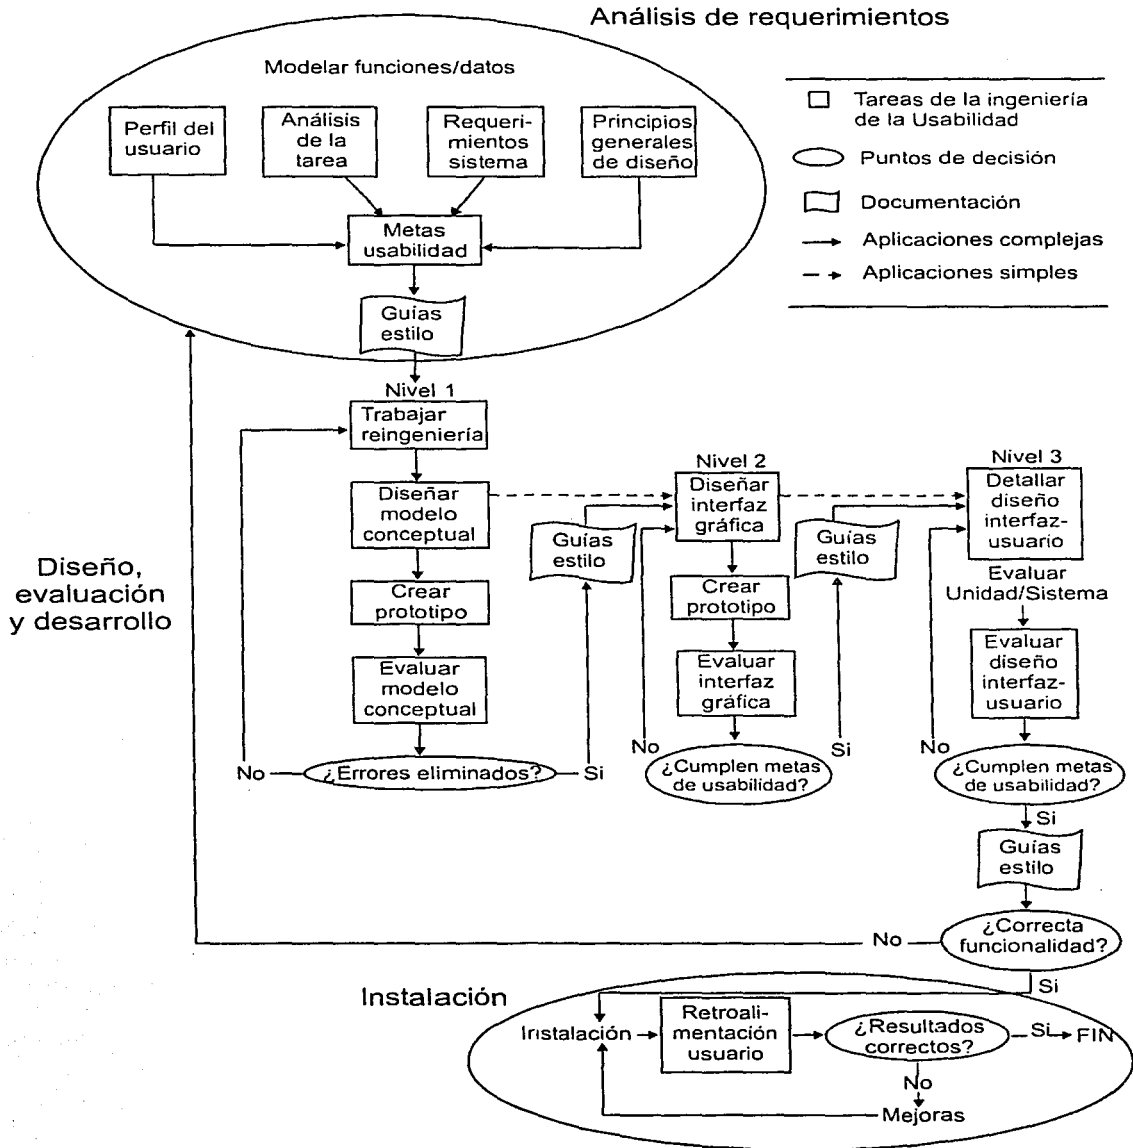 Análisis de requerimientos
Modelar funciones/datos
Perfil del
usuario
Análisis
de la
tarea
Requeri-
mientos
sistema
Principios
generales
de diseño
Metas
usabilidad
Guías
estilo
Tareas de la ingeniería
de la Usabilidad
Puntos de decisión
Documentación
Aplicaciones complejas
Aplicaciones simples
Diseño,
evaluación
y desarrollo
Nivel 1
Trabajar
reingeniería
Diseñar
modelo
conceptual
Crear
prototipo
Evaluar
modelo
conceptual
No
¿Errores eliminados?
Si
Guías
estilo
Nivel 2
Diseñar
interfaz
gráfica
Crear
prototipo
Evaluar
interfaz
gráfica
No
¿Cumplen metas
de usabilidad?
Si
Guías
estilo
Nivel 3
Detallar
diseño
interfaz-
usuario
Evaluar
Unidad/Sistema
Evaluar
diseño
interfaz-
usuario
No
¿Cumplen metas
de usabilidad?
Si
Guías
estilo
¿Correcta
funcionalidad?
No
Si
Instalación
Instalación
Retroali-
mentación
usuario
¿Resultados
correctos?
Si
FIN
No
Mejoras